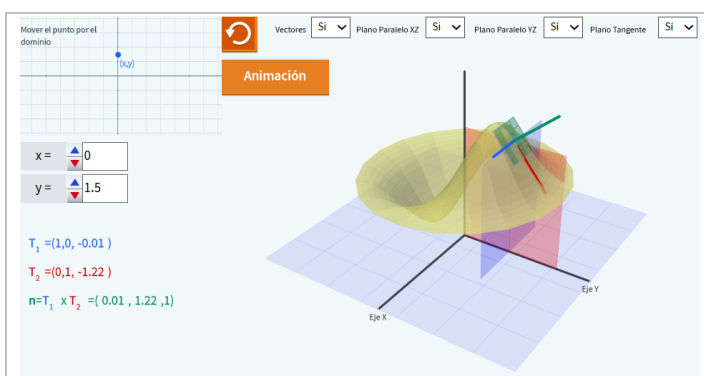 Mover el punto por el
dominio
Vectores Si Plano Paralelo XZ Si Plano Paralelo YZ Sí Plano Tangente Sí
(x,y)
Animación
x = 0
y = 1.5
T1 =(1,0, -0.01 )
T2 =(0,1, -1.22 )
n=T1 x T2 =( 0.01 , 1.22 ,1)
Eje Y
Eje X